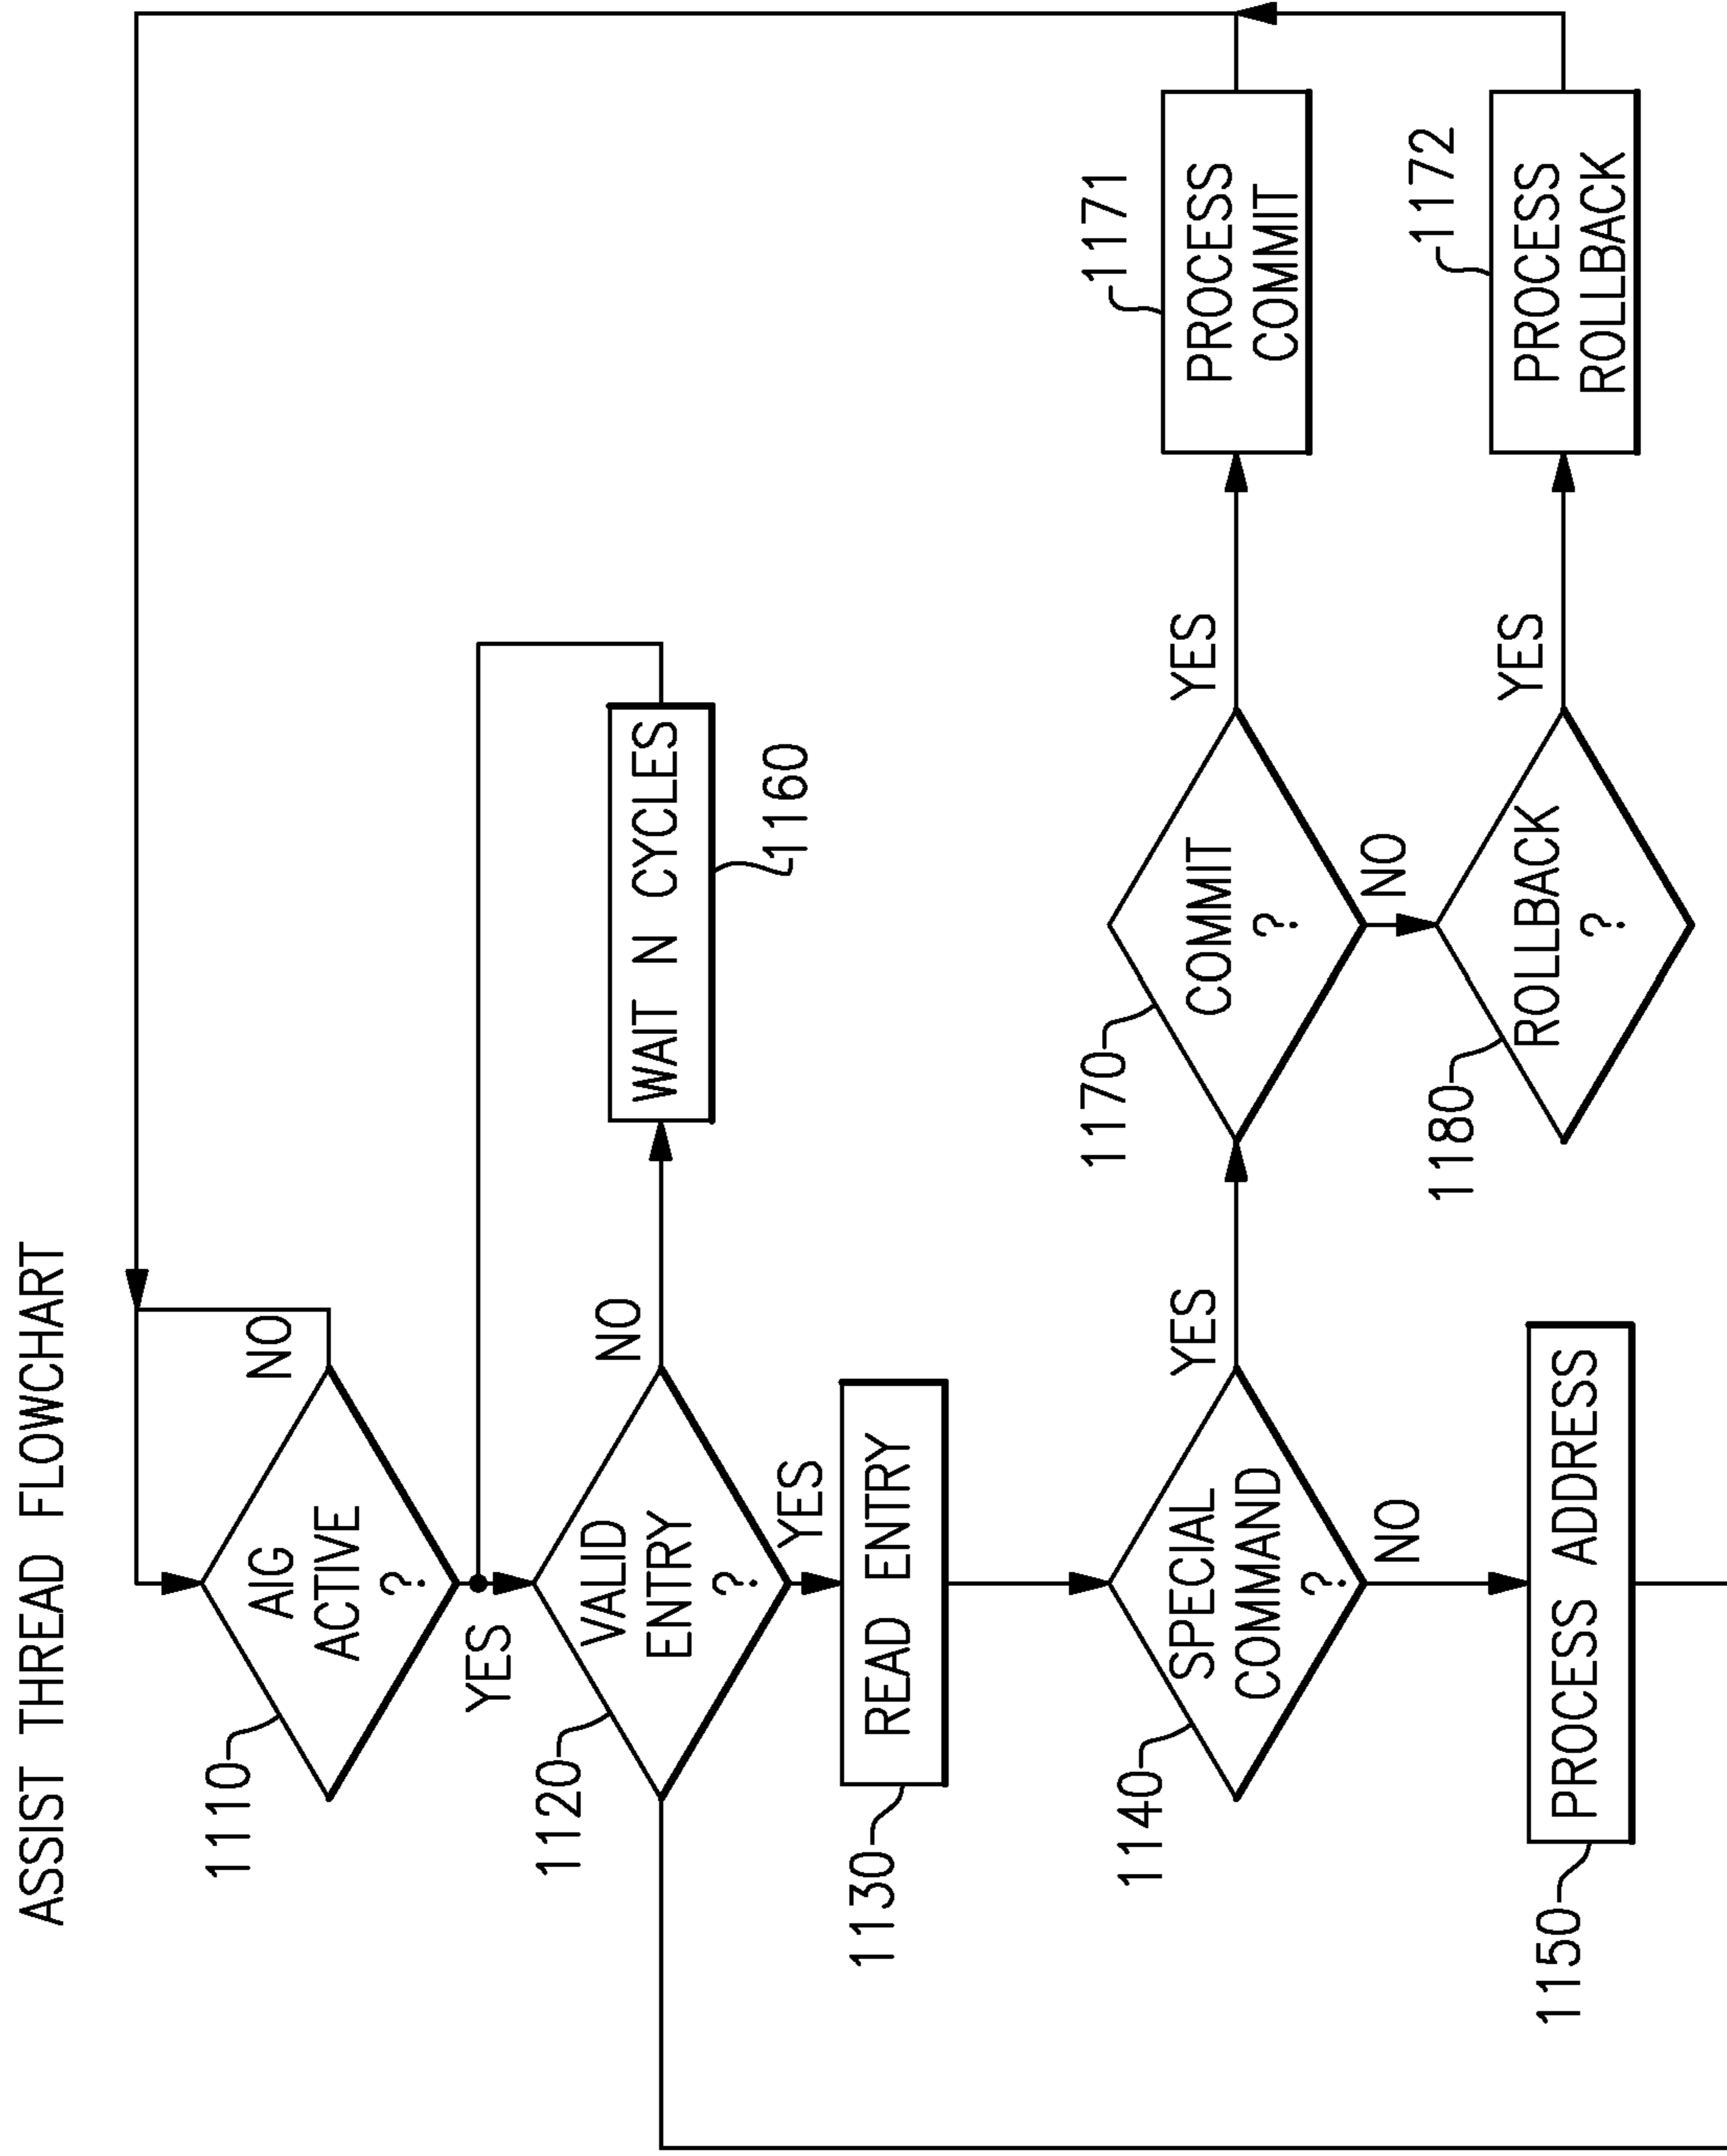 ASSIST THREAD FLOWCHART
1110
AIG
ACTIVE
?
NO
YES
1120
VALID
ENTRY
?
NO
WAIT N CYCLES
1160
YES
1130
READ ENTRY
1140
SPECIAL
COMMAND
?
YES
1170
COMMIT
?
YES
1171
PROCESS
COMMIT
NO
NO
1180
ROLLBACK
?
YES
1172
PROCESS
ROLLBACK
1150
PROCESS ADDRESS